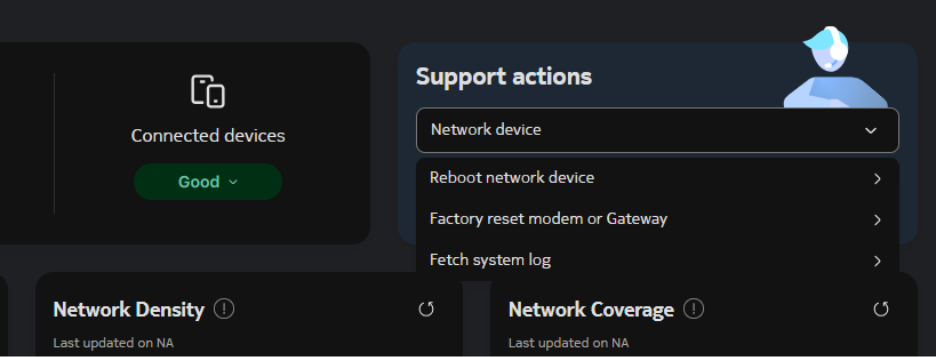 Connected devices
Good
Support actions
Network device
Reboot network device
Factory reset modem or Gateway
Fetch system log
Network Density
Last updated on NA
Network Coverage
Last updated on NA